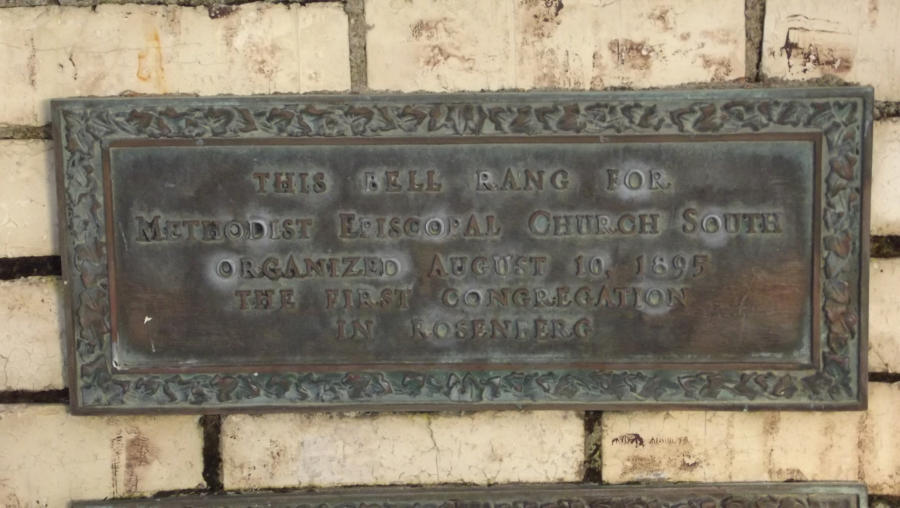 THIS BELL RANG FOR
METHODIST EPISCOPAL CHURCH SOUTH
ORGANIZED AUGUST 10, 1895
THE FIRST CONGREGATION
IN ROSENBERG